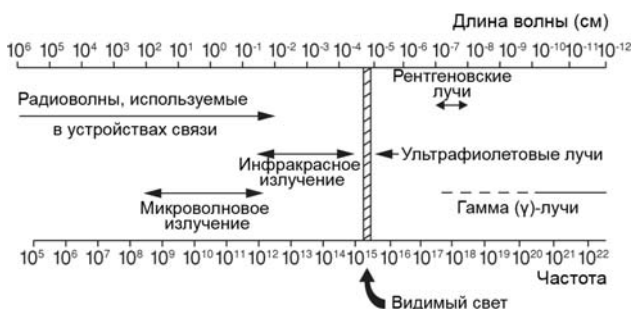 Длина волны (см)
10⁶ 10⁵ 10⁴ 10³ 10² 10¹ 10⁰ 10⁻¹ 10⁻² 10⁻³ 10⁻⁴ 10⁻⁵ 10⁻⁶ 10⁻⁷ 10⁻⁸ 10⁻⁹ 10⁻¹⁰ 10⁻¹¹ 10⁻¹²
Рентгеновские
лучи
Радиоволны, используемые
в устройствах связи
Инфракрасное
излучение
Ультрафиолетовые лучи
Микроволновое
излучение
Гамма (γ)-лучи
10⁵ 10⁶ 10⁷ 10⁸ 10⁹ 10¹⁰ 10¹¹ 10¹² 10¹³ 10¹⁴ 10¹⁵ 10¹⁶ 10¹⁷ 10¹⁸ 10¹⁹ 10²⁰ 10²¹ 10²²
Частота
Видимый свет